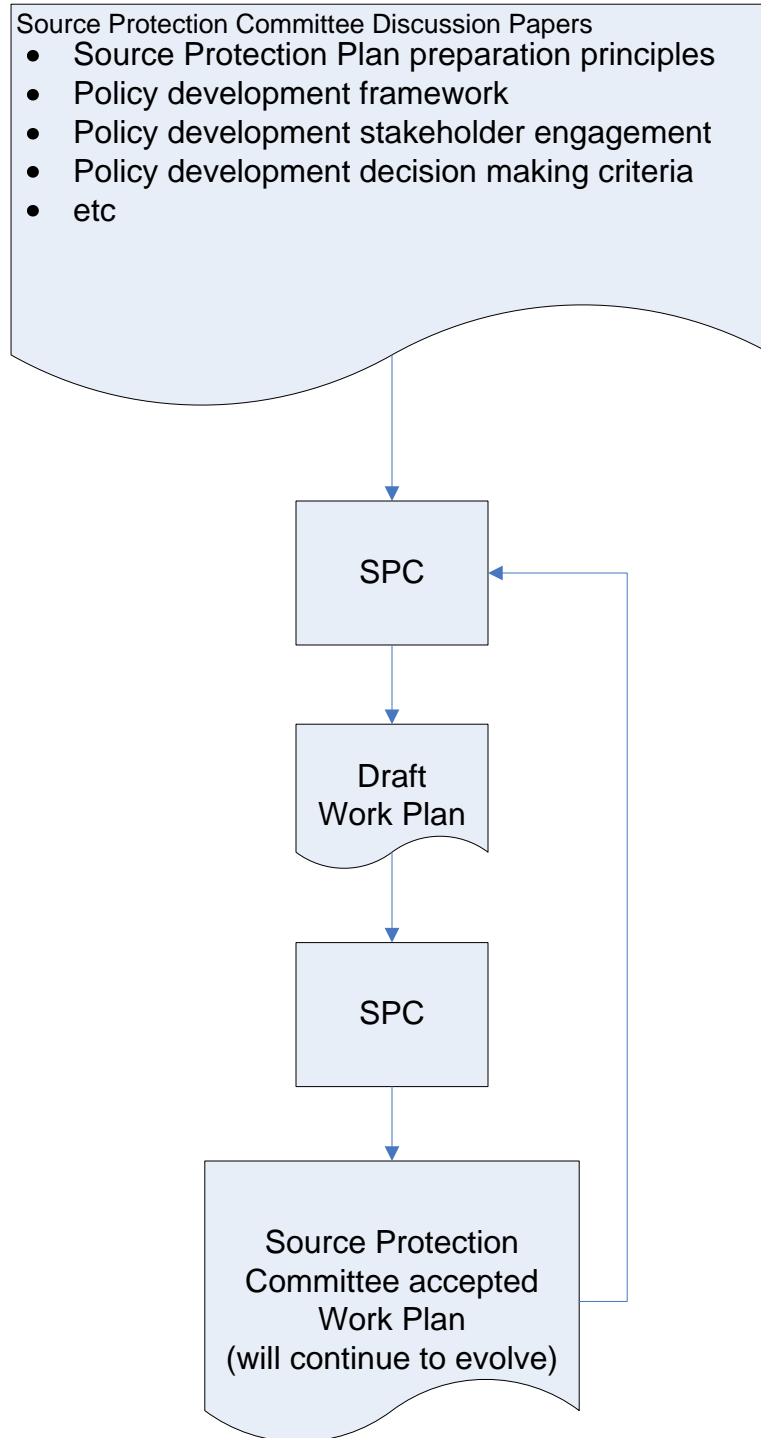 Source Protection Committee Discussion Papers
• Source Protection Plan preparation principles
• Policy development framework
• Policy development stakeholder engagement
• Policy development decision making criteria
• etc
SPC
Draft
Work Plan
SPC
Source Protection
Committee accepted
Work Plan
(will continue to evolve)